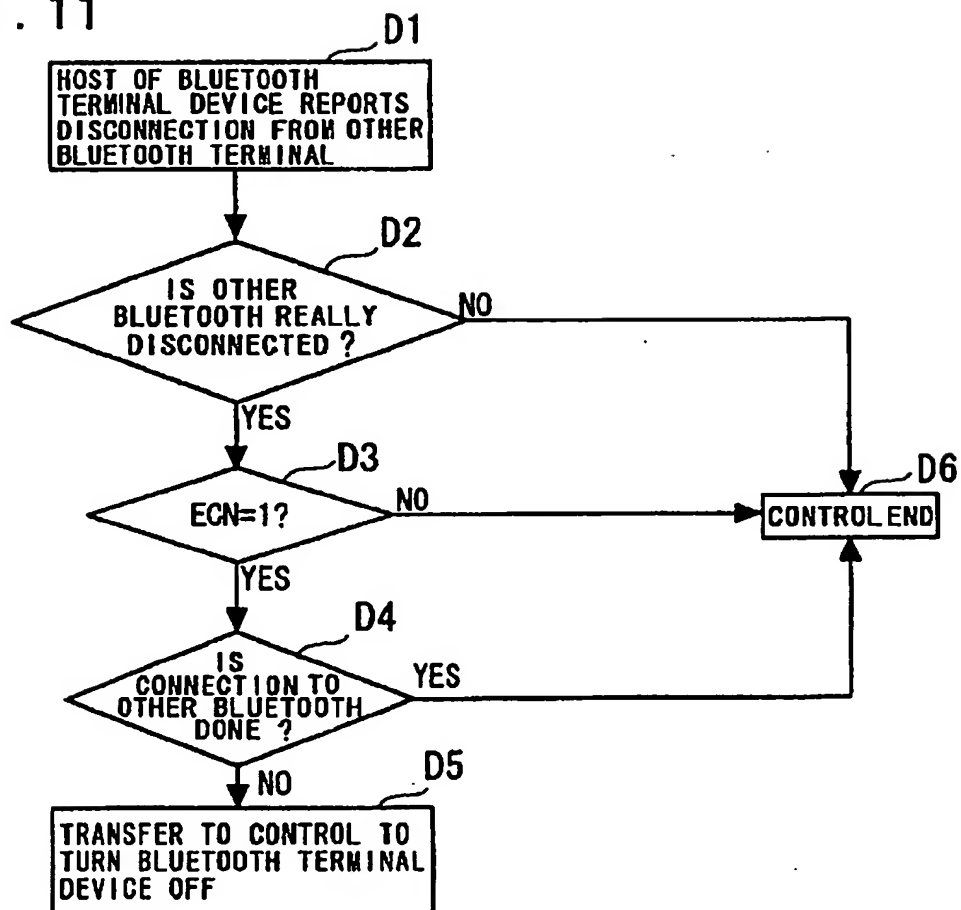 . 11
D1
HOST OF BLUETOOTH
TERMINAL DEVICE REPORTS
DISCONNECTION FROM OTHER
BLUETOOTH TERMINAL
D2
IS OTHER
BLUETOOTH REALLY
DISCONNECTED ?
NO
YES
D3
ECN=1?
NO
D6
CONTROL END
YES
D4
IS
CONNECTION TO
OTHER BLUETOOTH
DONE ?
YES
NO
D5
TRANSFER TO CONTROL TO
TURN BLUETOOTH TERMINAL
DEVICE OFF